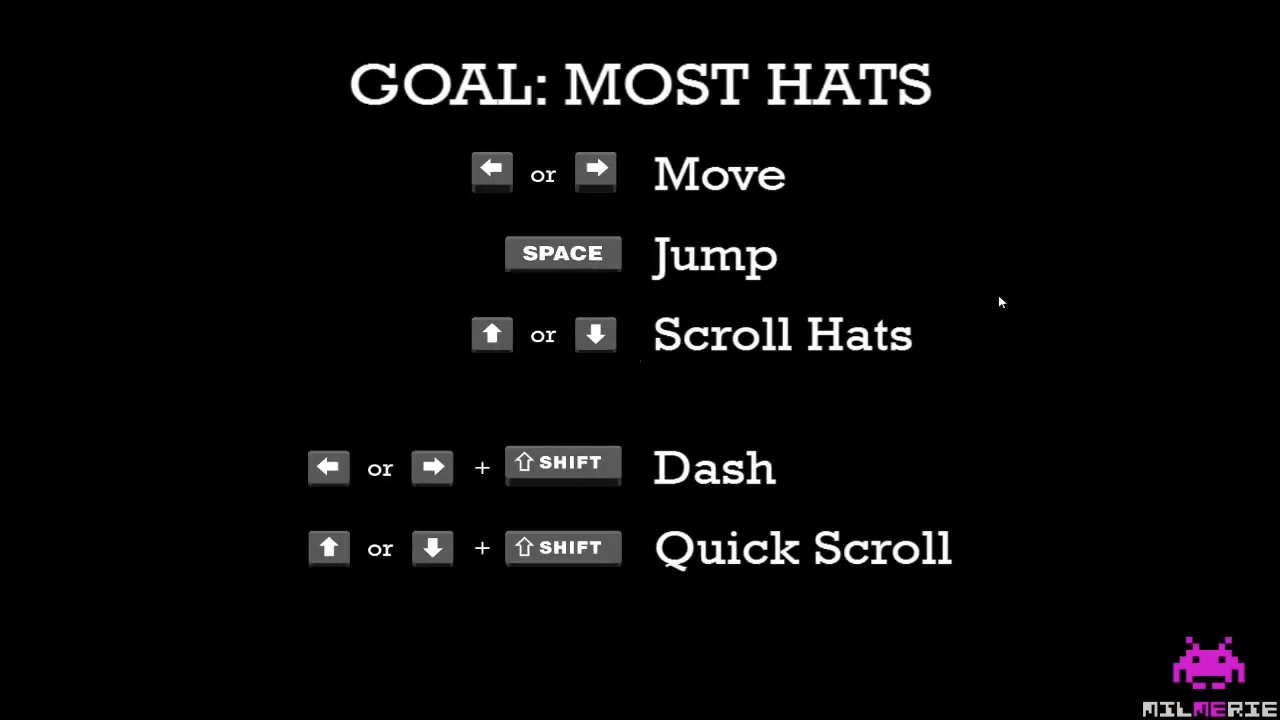 GOAL: MOST HATS
or Move
SPACE Jump
or Scroll Hats
or + SHIFT Dash
or + SHIFT Quick Scroll
MILMERIE